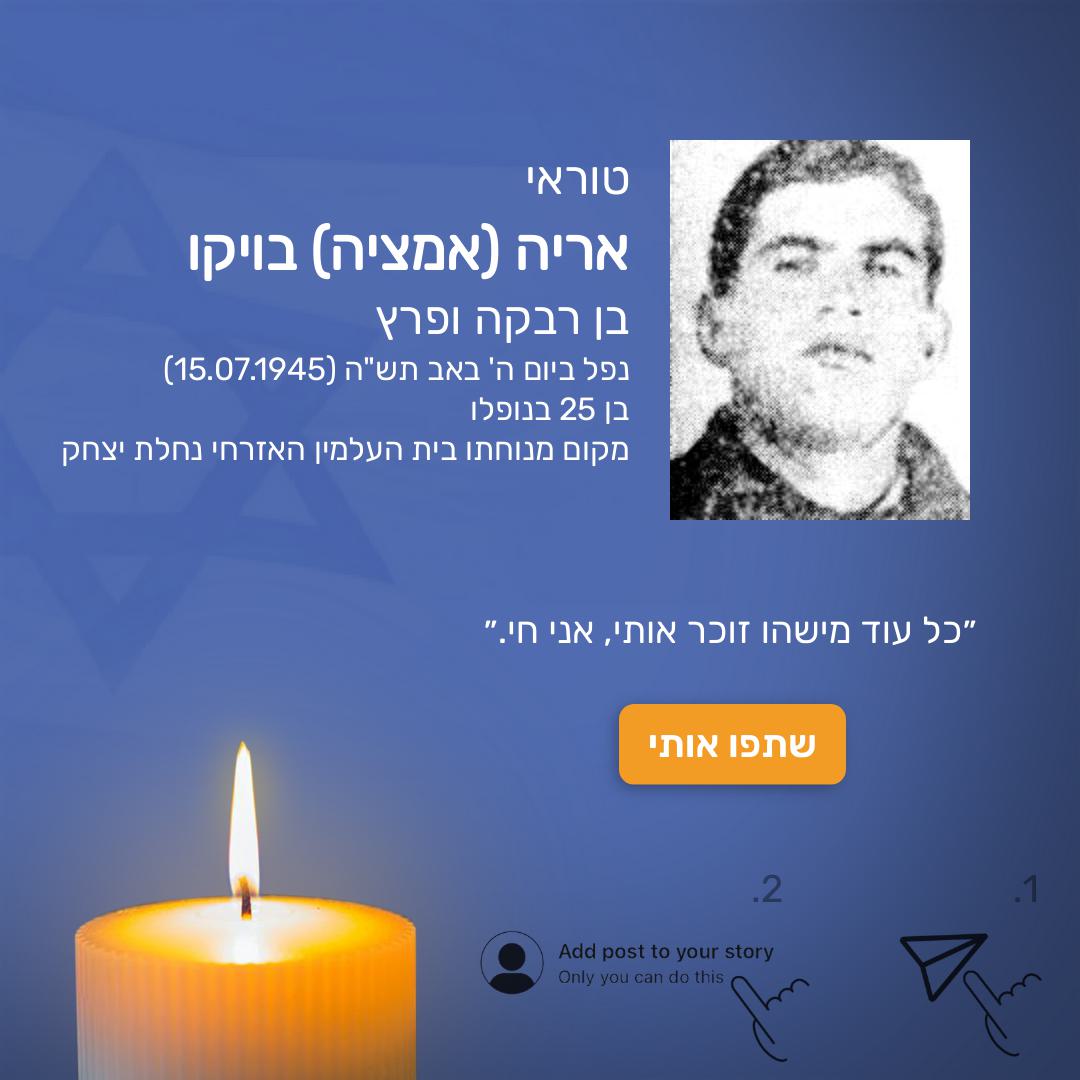 טוראי
אריה (אמציה) בויקו
בן רבקה ופרץ
נפל ביום ה' באב תש"ה (15.07.1945)
בן 25 בנופלו
מקום מנוחתו בית העלמין האזרחי נחלת יצחק
״כל עוד מישהו זוכר אותי, אני חי.״
שתפו אותי
1.
2.
Add post to your story
Only you can do this